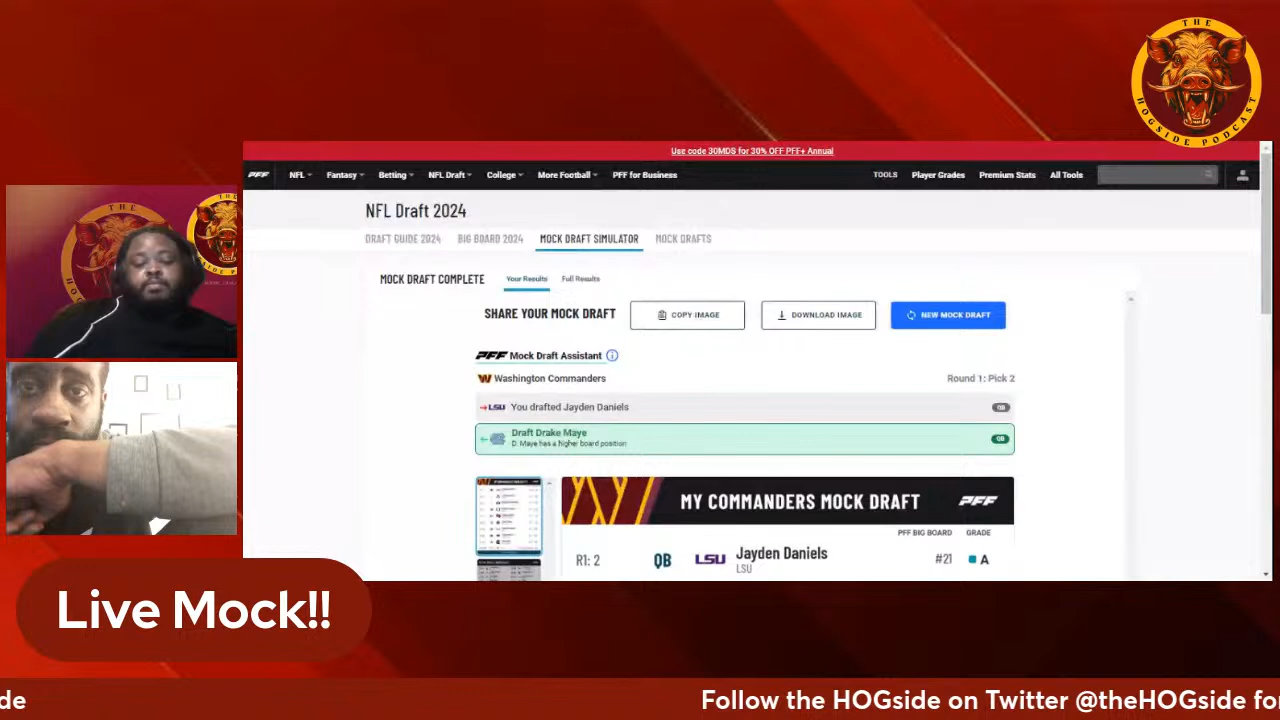 THE
HOGSIDE PODCAST
Use code 30MDS for 30% OFF PFF+ Annual
PFF
NFL
Fantasy
Betting
NFL Draft
College
More Football
PFF for Business
TOOLS
Player Grades
Premium Stats
All Tools
NFL Draft 2024
DRAFT GUIDE 2024
BIG BOARD 2024
MOCK DRAFT SIMULATOR
MOCK DRAFTS
MOCK DRAFT COMPLETE
Your Results
Full Results
SHARE YOUR MOCK DRAFT
COPY IMAGE
DOWNLOAD IMAGE
NEW MOCK DRAFT
PFF Mock Draft Assistant
Washington Commanders
Round 1: Pick 2
LSU You drafted Jayden Daniels
QB
Draft Drake Maye
D. Maye has a higher board position
QB
MY COMMANDERS MOCK DRAFT
PFF
PFF BIG BOARD
GRADE
R1: 2
QB
LSU
Jayden Daniels
LSU
#21
A
THE
Live Mock!!
de
Follow the HOGside on Twitter @theHOGside fo